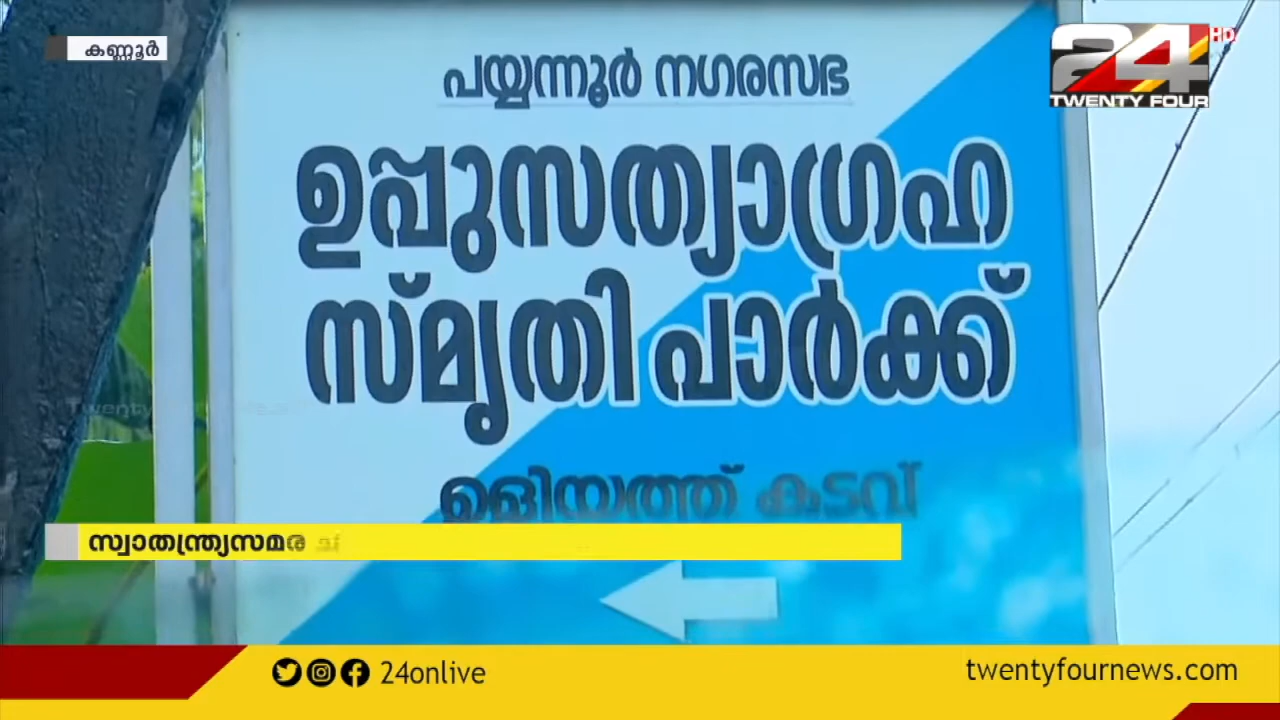 കണ്ണൂർ
24 HD
TWENTY FOUR
പയ്യന്നൂർ നഗരസഭ
ഉപ്പുസത്യാഗ്രഹ
സ്മൃതി പാർക്ക്
ഉളിയത്ത് കടവ്
സ്വാതന്ത്ര്യസമര
24onlive
twentyfournews.com